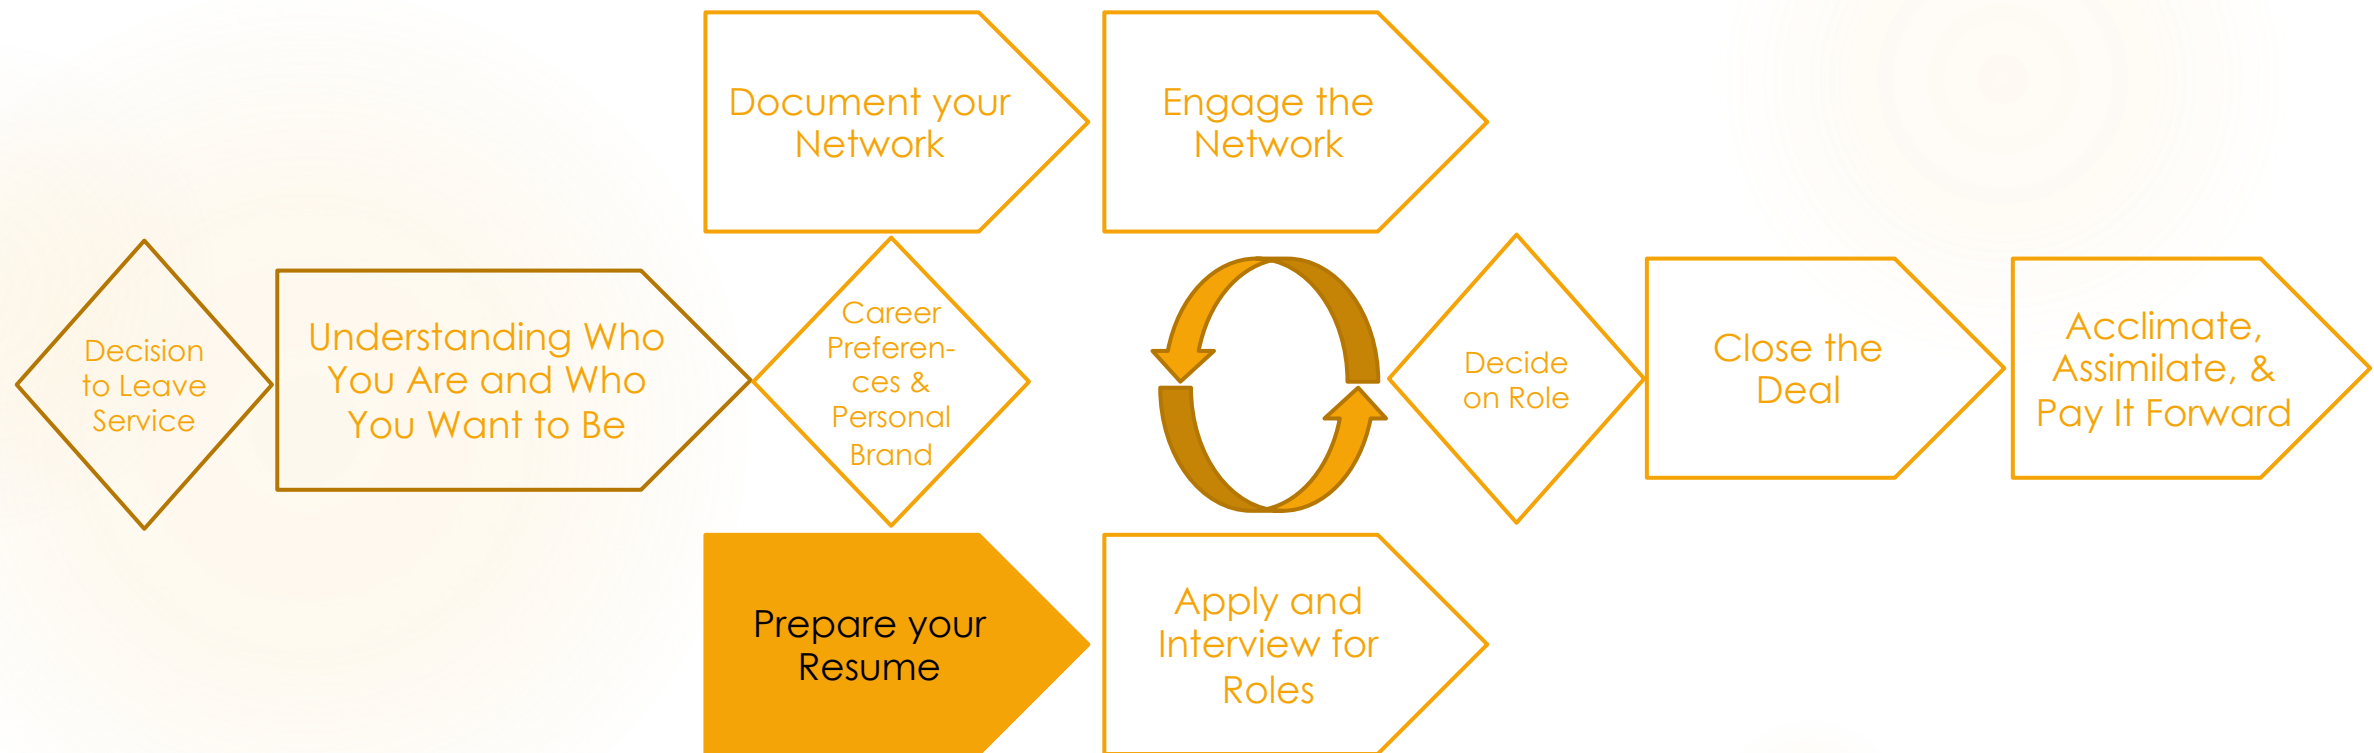 Document your
Network
Engage the
Network
Decision
to Leave
Service
Understanding Who
You Are and Who
You Want to Be
Career
Preferen-
ces &
Personal
Brand
Decide
on Role
Close the
Deal
Acclimate,
Assimilate, &
Pay It Forward
Prepare your
Resume
Apply and
Interview for
Roles